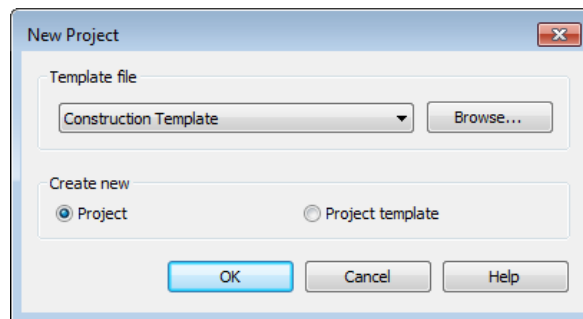 New Project
Template file
Construction Template
Browse...
Create new
Project
Project template
OK
Cancel
Help